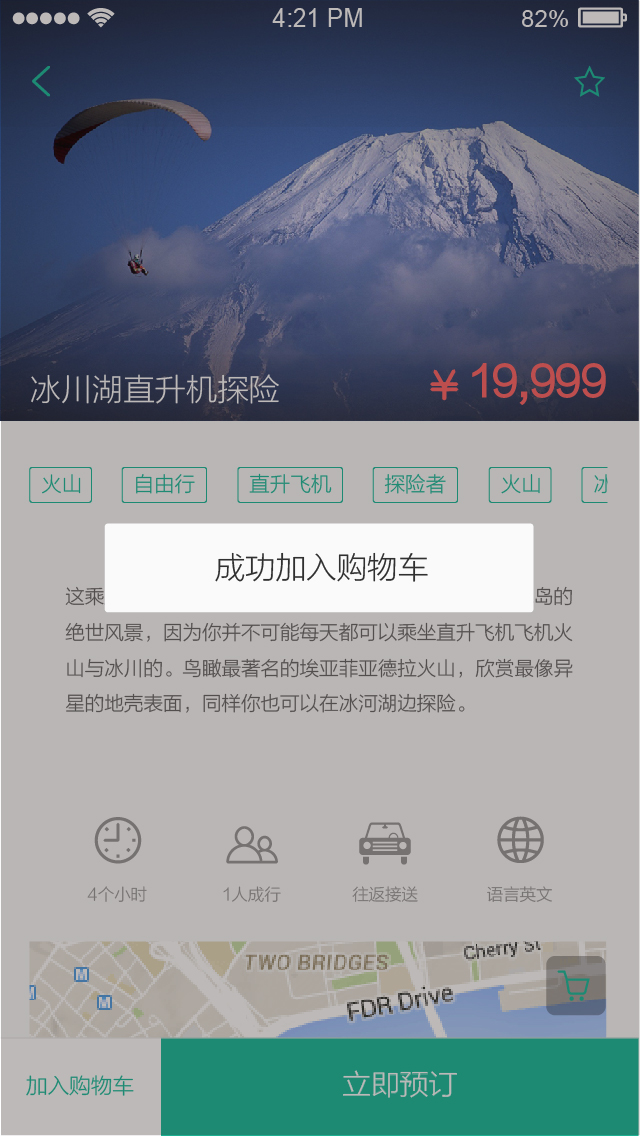 4:21 PM
82%
冰川湖直升机探险
￥19,999
火山
自由行
直升飞机
探险者
火山
成功加入购物车
这乘
岛的
绝世风景，因为你并不可能每天都可以乘坐直升飞机飞机火
山与冰川的。鸟瞰最著名的埃亚菲亚德拉火山，欣赏最像异
星的地壳表面，同样你也可以在冰河湖边探险。
4个小时
1人成行
往返接送
语言英文
TWO BRIDGES
Cherry St
FDR Drive
M
M
加入购物车
立即预订